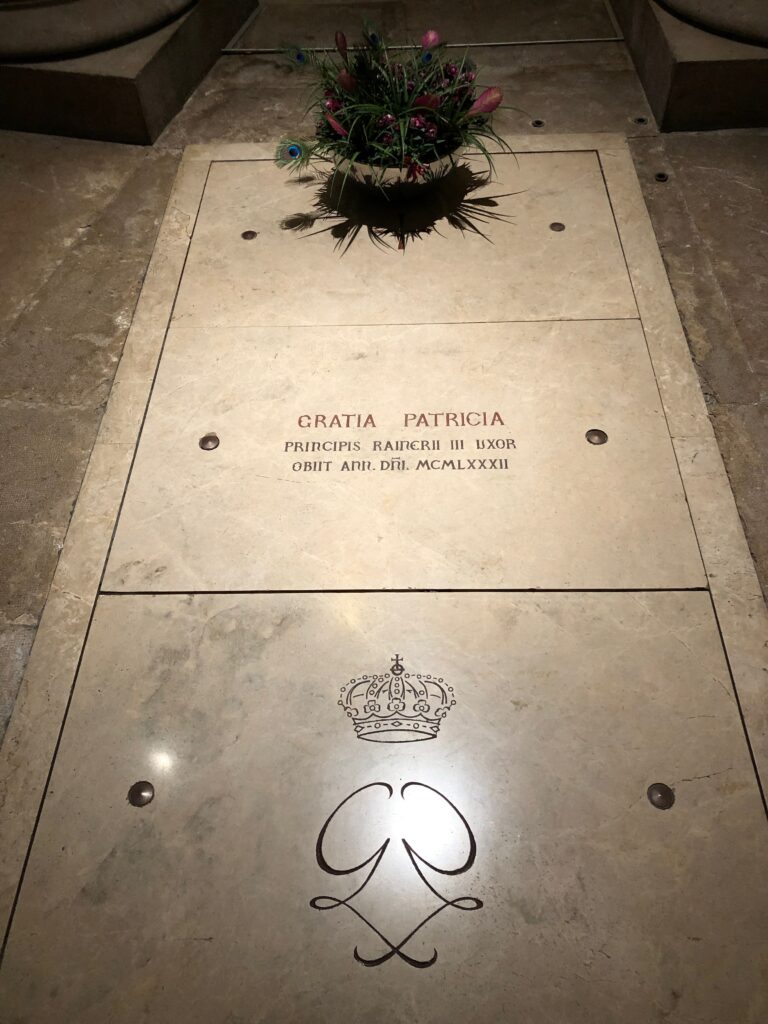 GRATIA PATRICIA
PRINCIPIS RAINERII III UXOR
OBIIT ANN. DÑI. MCMLXXXII